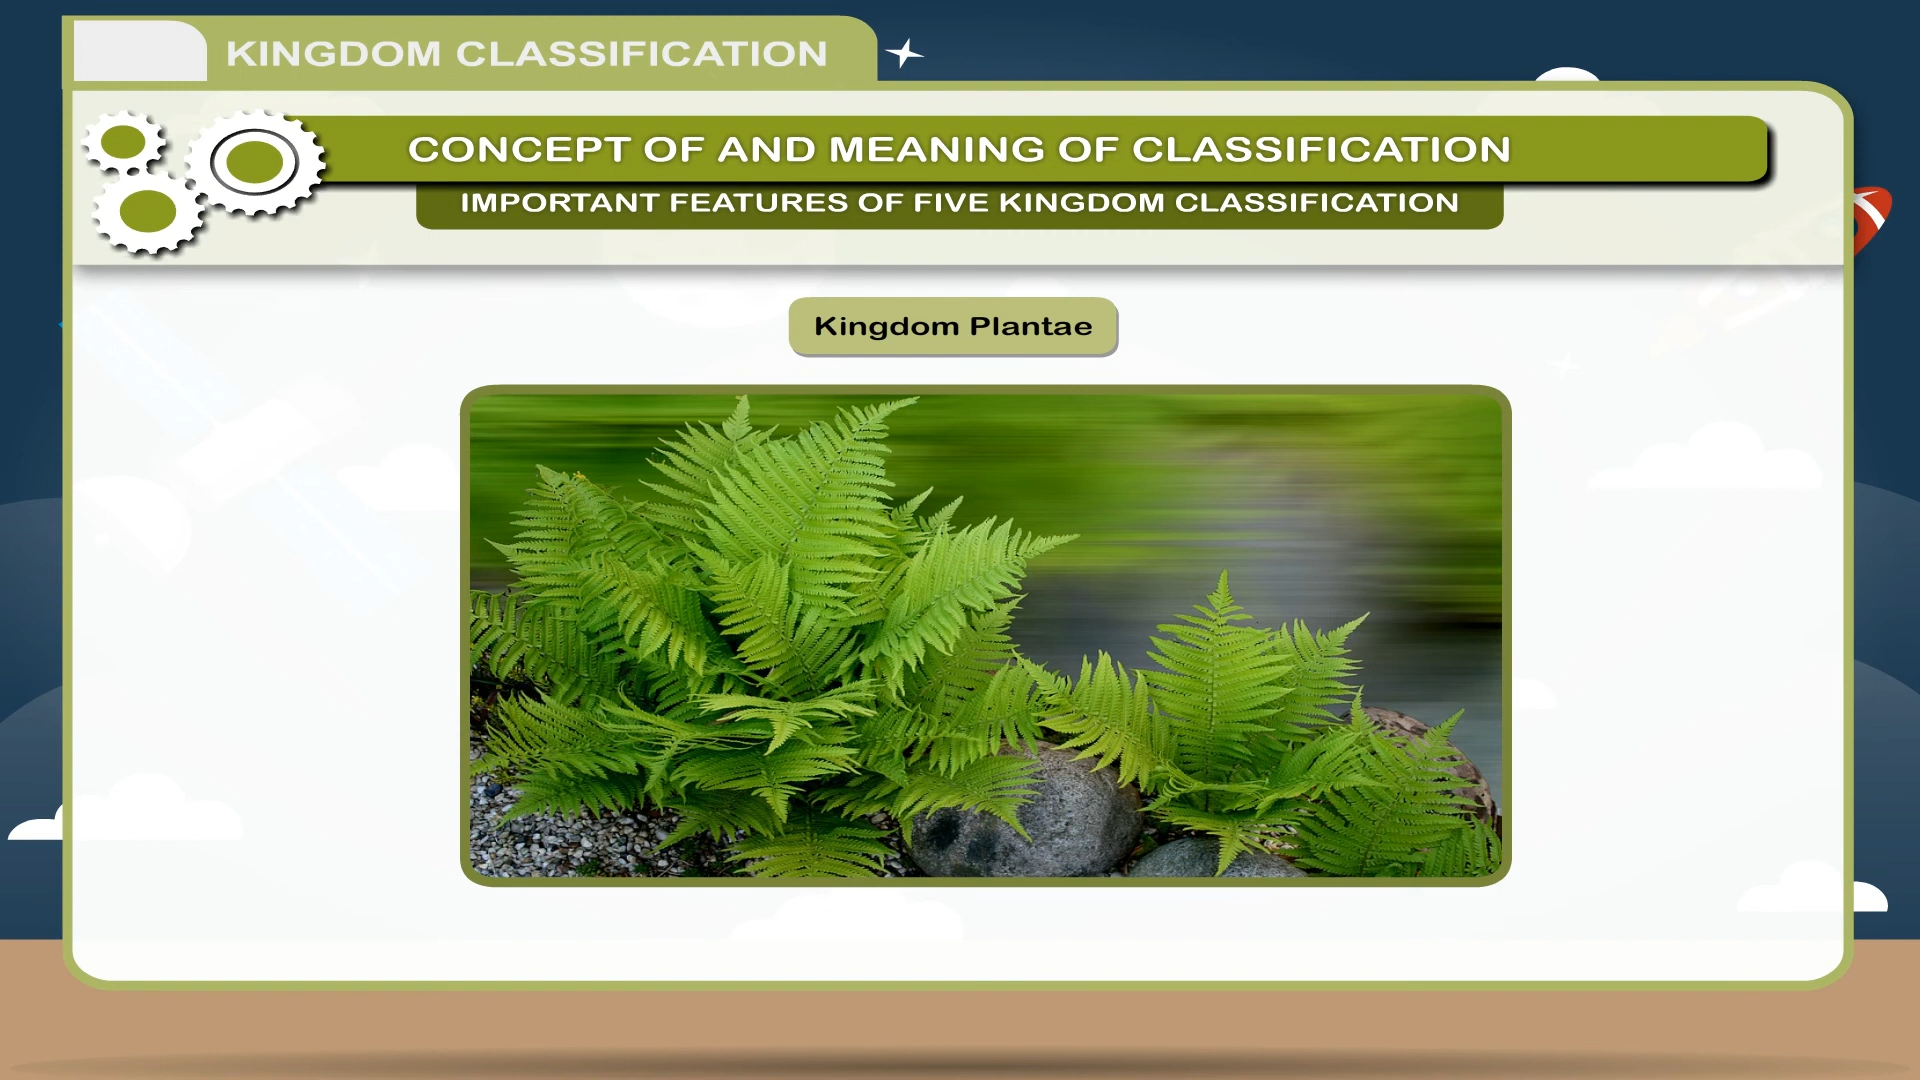 KINGDOM CLASSIFICATION
CONCEPT OF AND MEANING OF CLASSIFICATION
IMPORTANT FEATURES OF FIVE KINGDOM CLASSIFICATION
Kingdom Plantae